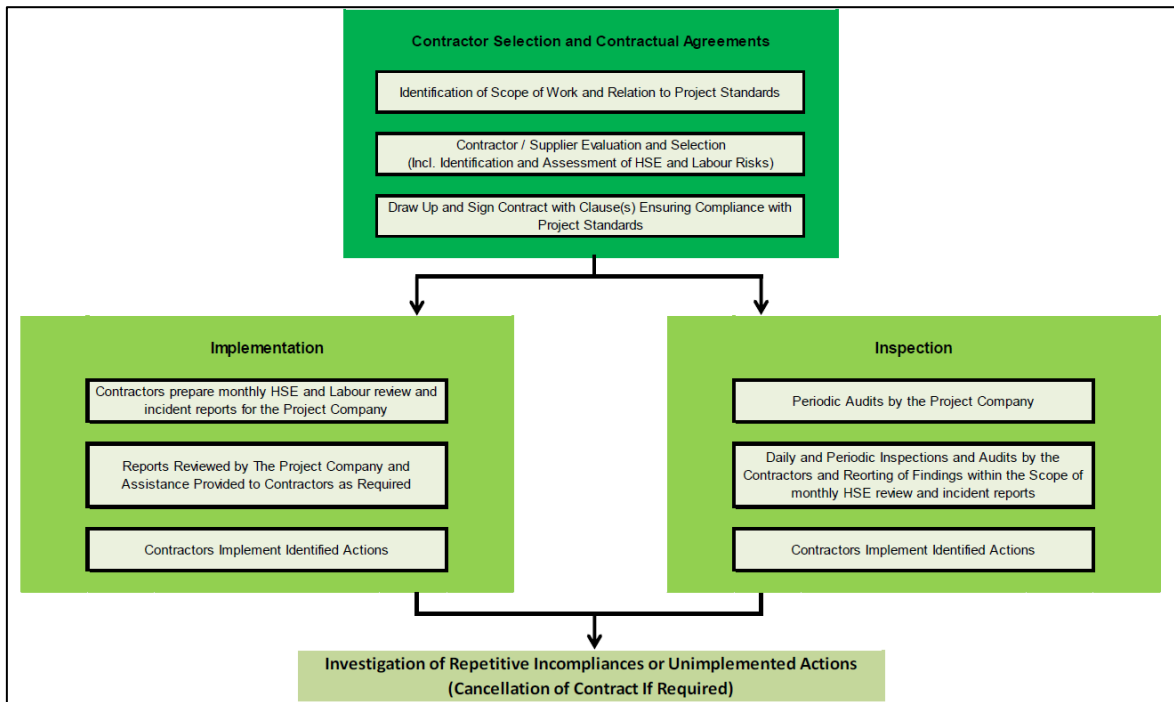 Contractor Selection and Contractual Agreements
Identification of Scope of Work and Relation to Project Standards
Contractor / Supplier Evaluation and Selection
(Incl. Identification and Assessment of HSE and Labour Risks)
Draw Up and Sign Contract with Clause(s) Ensuring Compliance with
Project Standards
Implementation
Contractors prepare monthly HSE and Labour review and
incident reports for the Project Company
Reports Reviewed by The Project Company and
Assistance Provided to Contractors as Required
Contractors Implement Identified Actions
Inspection
Periodic Audits by the Project Company
Daily and Periodic Inspections and Audits by the
Contractors and Reorting of Findings within the Scope of
monthly HSE review and incident reports
Contractors Implement Identified Actions
Investigation of Repetitive Incompliances or Unimplemented Actions
(Cancellation of Contract If Required)